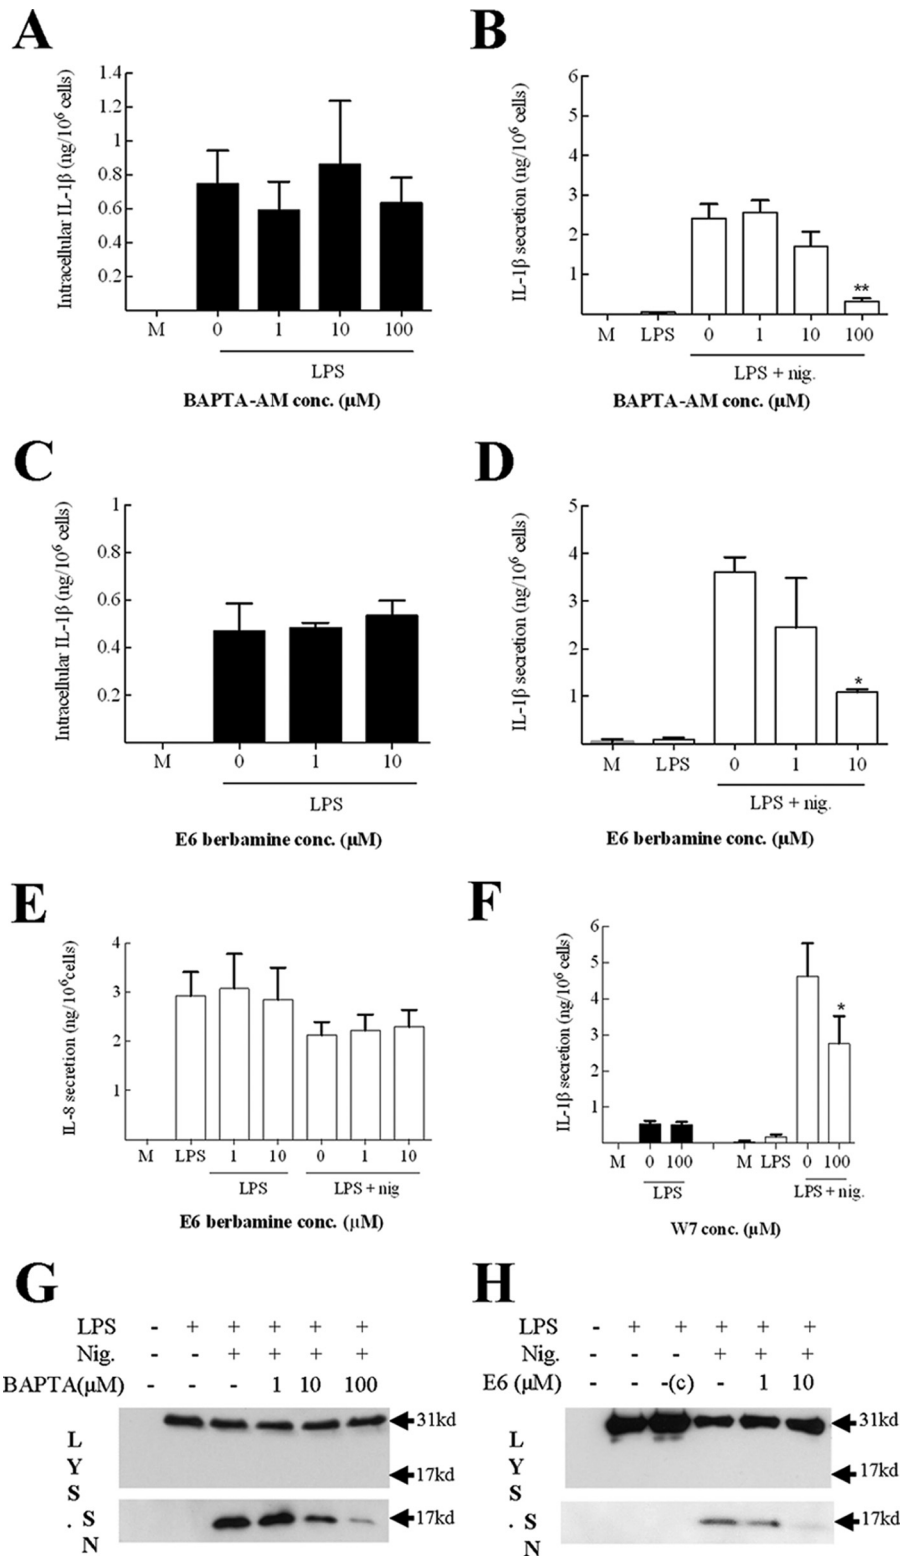 A
Intracellular IL-1β (ng/10⁶ cells)
1.4
1.2
1
0.8
0.6
0.4
0.2
M 0 1 10 100
LPS
BAPTA-AM conc. (μM)
B
IL-1β secretion (ng/10⁶ cells)
6
5
4
3
2
1
**
M LPS 0 1 10 100
LPS + nig.
BAPTA-AM conc. (μM)
C
Intracellular IL-1β (ng/10⁶ cells)
1
0.8
0.6
0.4
0.2
M 0 1 10
LPS
E6 berbamine conc. (μM)
D
IL-1β secretion (ng/10⁶ cells)
5
4
3
2
1
*
M LPS 0 1 10
LPS + nig.
E6 berbamine conc. (μM)
E
IL-8 secretion (ng/10⁶cells)
4
3
2
1
M LPS 1 10 0 1 10
LPS LPS + nig
E6 berbamine conc. (μM)
F
IL-1β secretion (ng/10⁶ cells)
6
5
4
3
2
1
*
M 0 100 M LPS 0 100
LPS LPS + nig.
W7 conc. (μM)
G
LPS - + + + + +
Nig. - - + + + +
BAPTA(μM) - - - 1 10 100
LYS.
31kd
17kd
SN
17kd
H
LPS - + + + + +
Nig. - - - + + +
E6 (μM) - - -(c) - 1 10
LYS.
31kd
17kd
SN
17kd